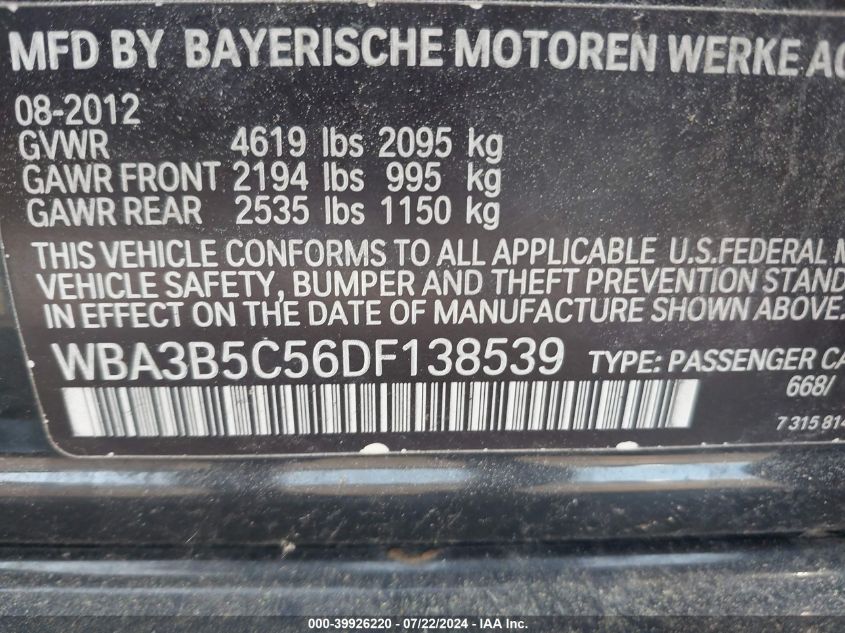 MFD BY BAYERISCHE MOTOREN WERKE AG
08-2012
GVWR 4619 lbs 2095 kg
GAWR FRONT 2194 lbs 995 kg
GAWR REAR 2535 lbs 1150 kg
THIS VEHICLE CONFORMS TO ALL APPLICABLE U.S.FEDERAL M
VEHICLE SAFETY, BUMPER AND THEFT PREVENTION STAND
IN EFFECT ON THE DATE OF MANUFACTURE SHOWN ABOVE.
WBA3B5C56DF138539 TYPE: PASSENGER CA
668/
7 315 814
000-39926220 - 07/22/2024 - IAA Inc.